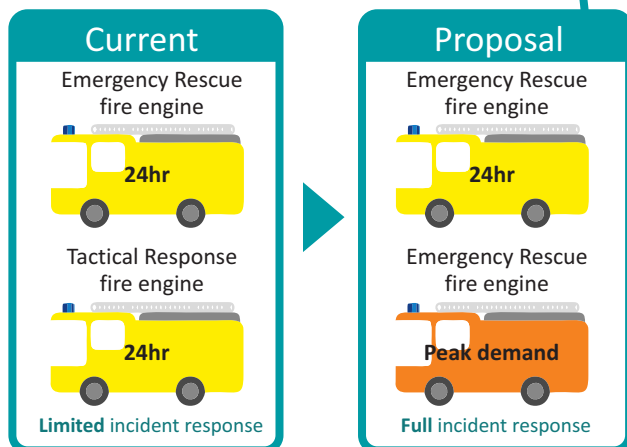 Current
Emergency Rescue
fire engine
24hr
Tactical Response
fire engine
24hr
Limited incident response
Proposal
Emergency Rescue
fire engine
24hr
Emergency Rescue
fire engine
Peak demand
Full incident response